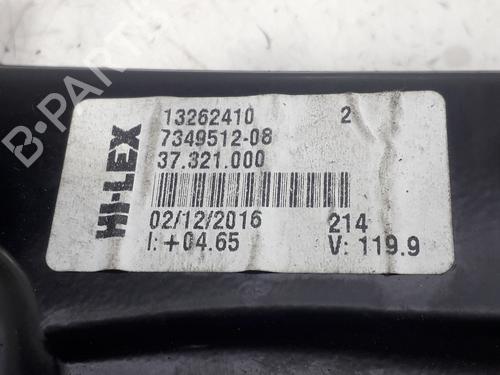 B-PARTS
HI-LEX
13262410 2
7349512-08
37.321.000
02/12/2016 214
I: +04.65 V: 119.9